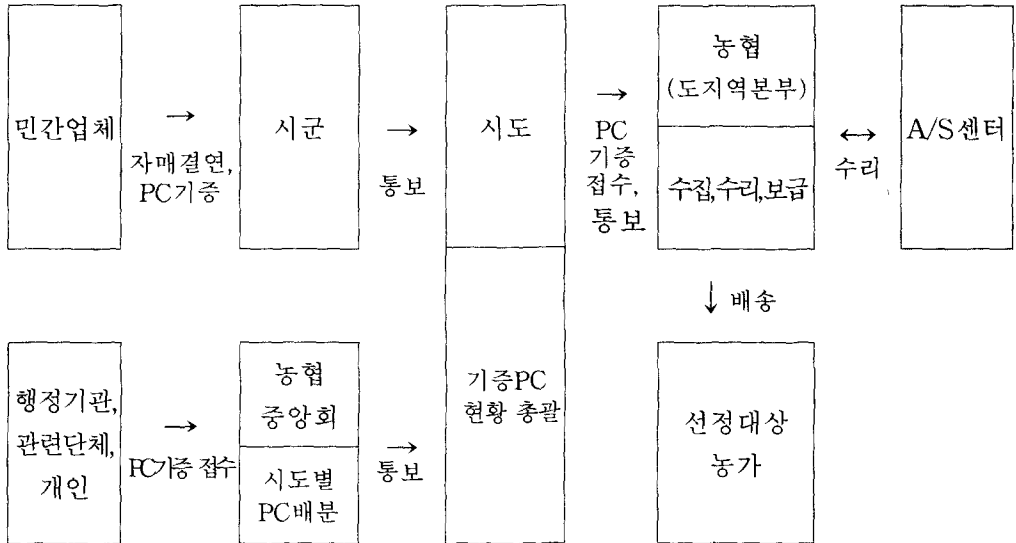 민간업체
→
자매결연,
PC기증
시군
→
통보
시도
→
PC
기증
접수,
통보
농협
(도지역본부)
수집,수리,보급
↔
수리
A/S센터
↓ 배송
행정기관,
관련단체,
개인
→
PC기증 접수
농협
중앙회
시도별
PC배분
→
통보
기증PC
현황 총괄
선정대상
농가